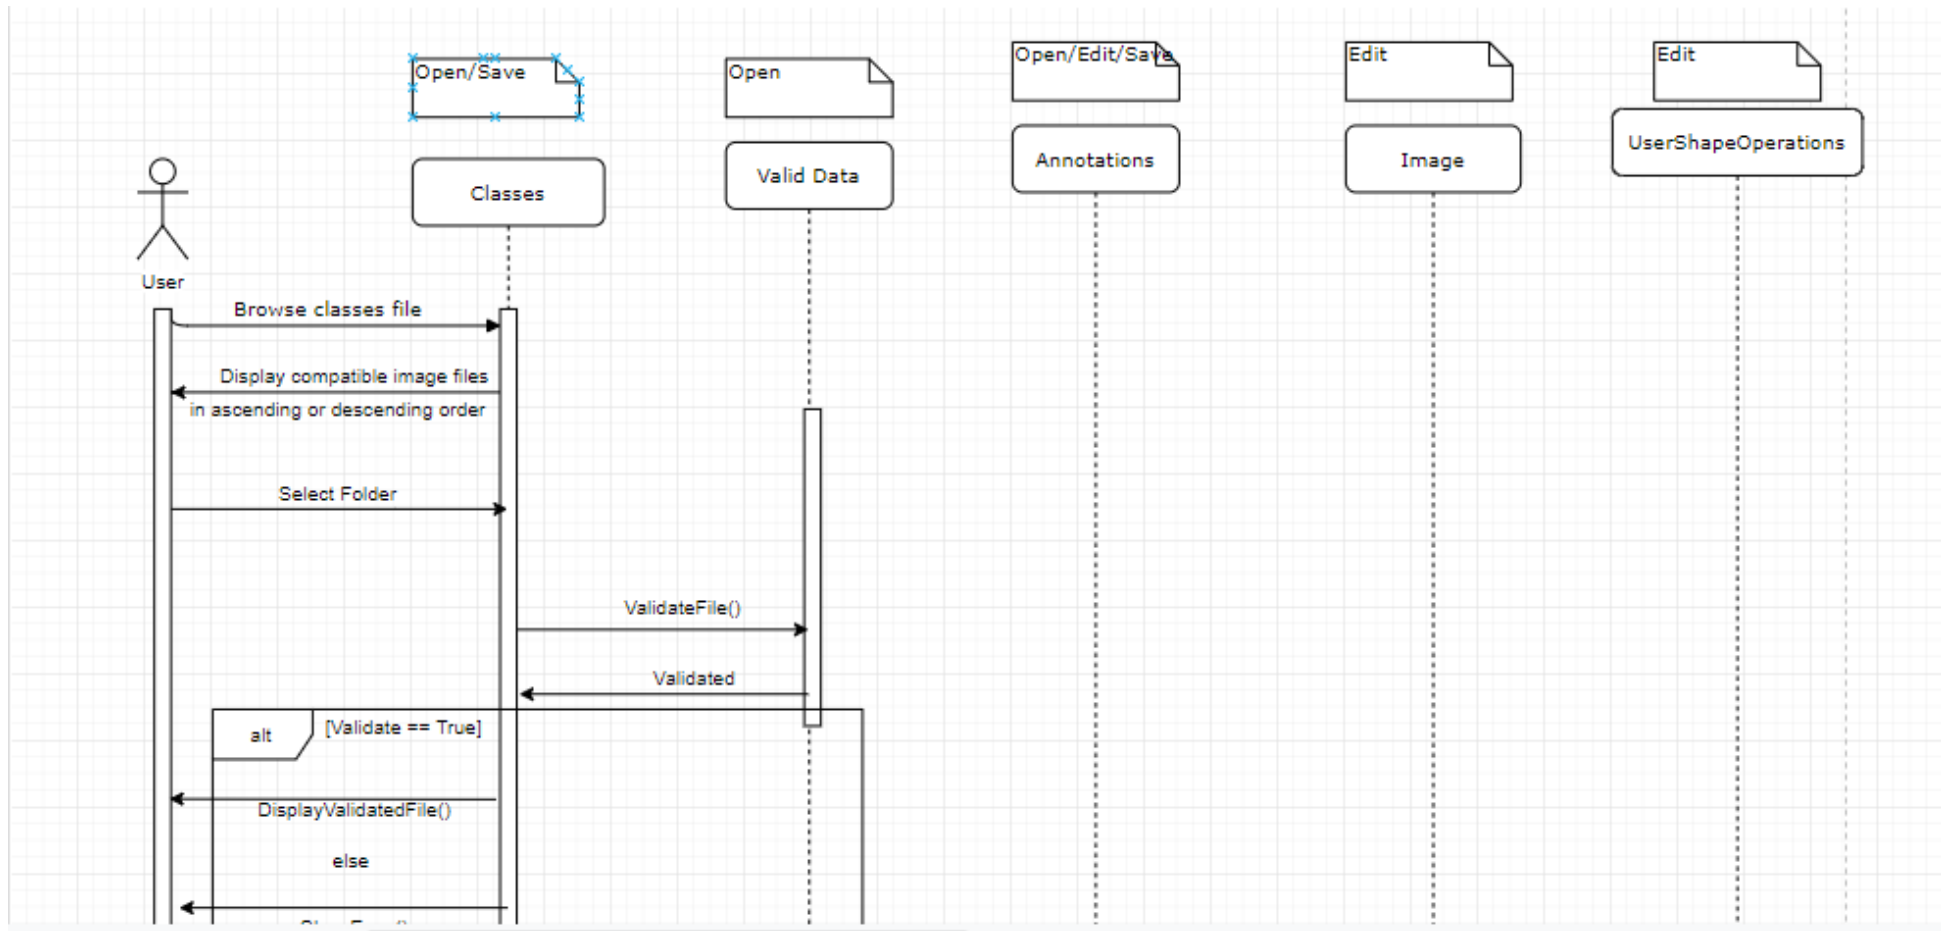 Open/Save
Open
Open/Edit/Save
Edit
Edit
Classes
Valid Data
Annotations
Image
UserShapeOperations
User
Browse classes file
Display compatible image files
in ascending or descending order
Select Folder
ValidateFile()
Validated
alt
[Validate == True]
DisplayValidatedFile()
else